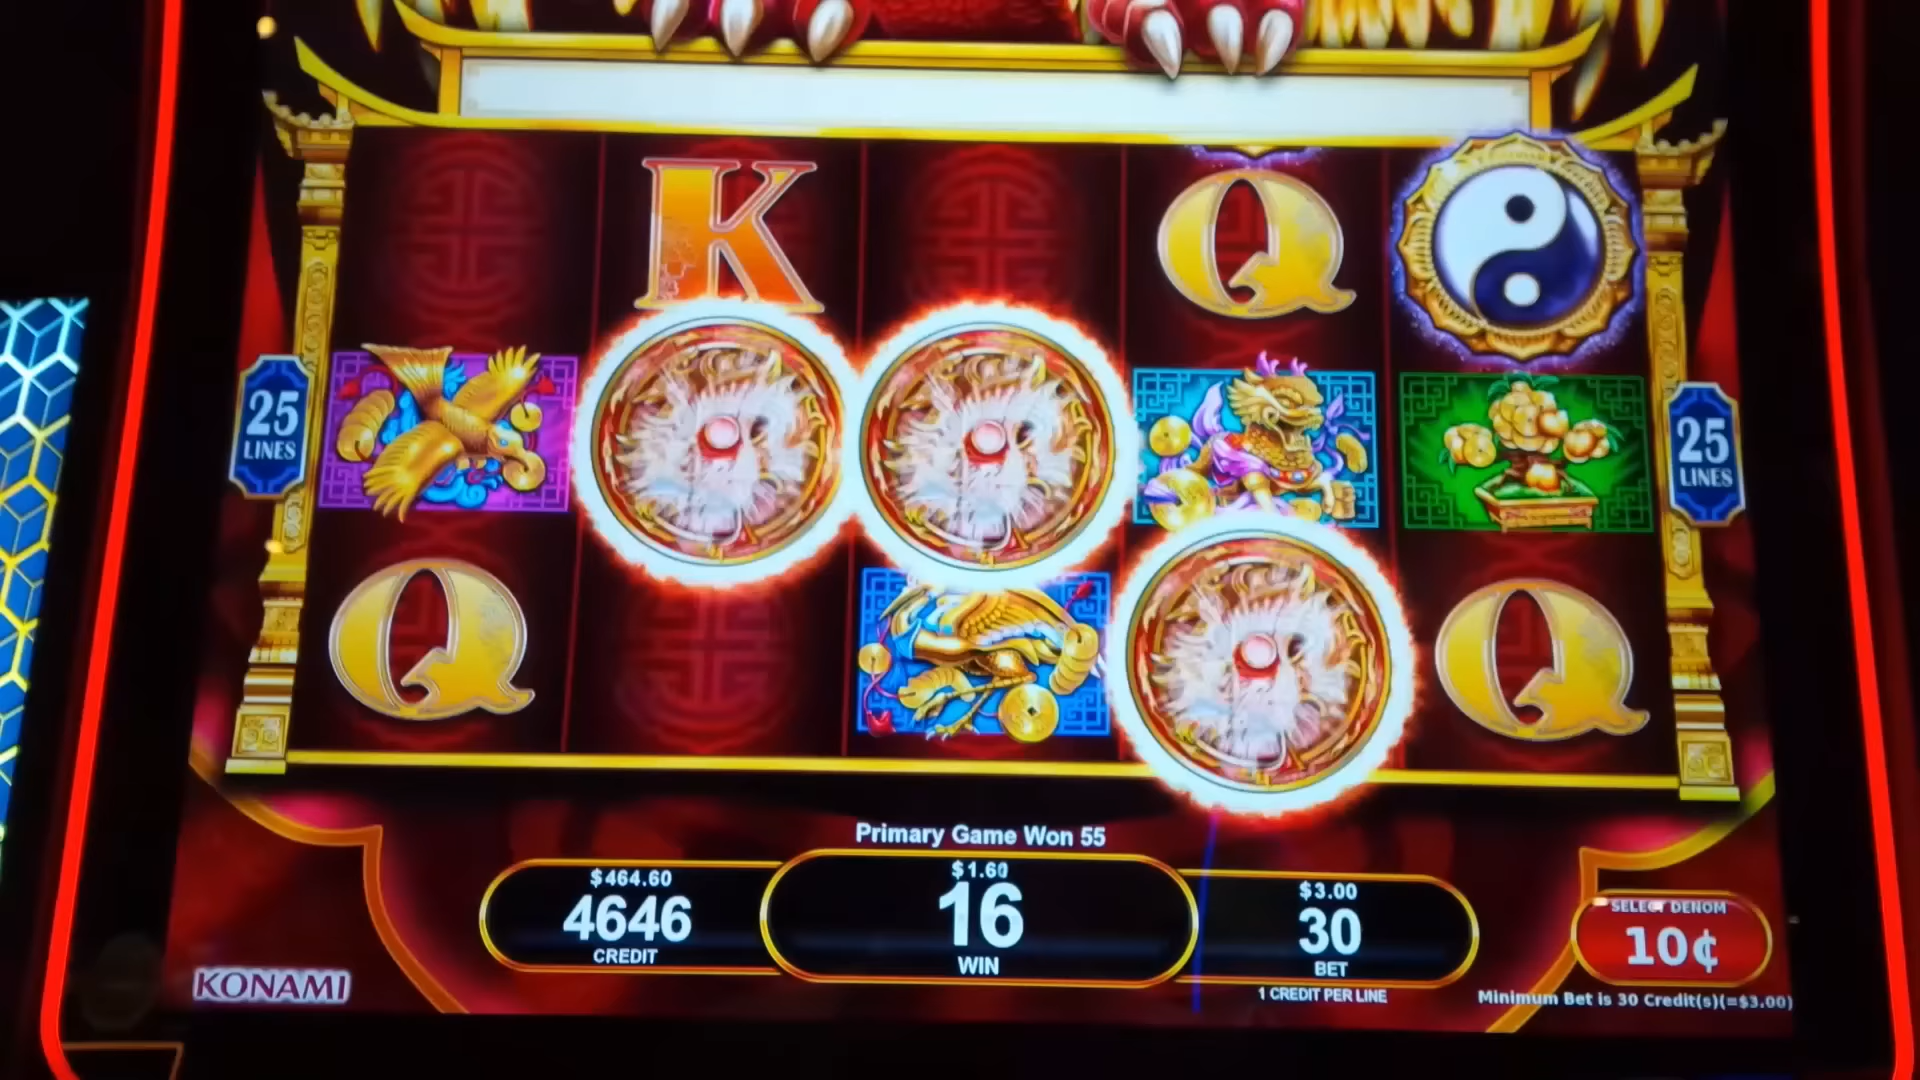 K
Q
25
LINES
25
LINES
Q
Q
Primary Game Won 55
$464.60
4646
CREDIT
$1.60
16
WIN
$3.00
30
BET
1 CREDIT PER LINE
SELECT DENOM
10¢
KONAMI
Minimum Bet is 30 Credit(s)(=$3.00)